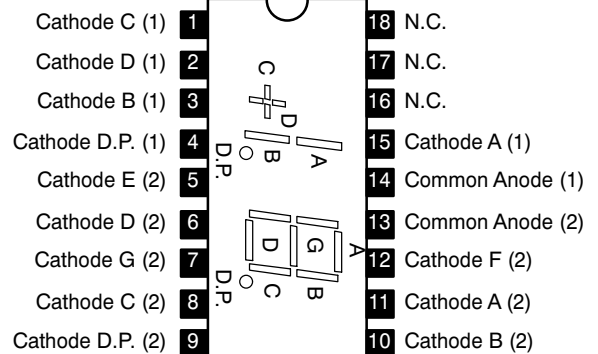 Cathode C (1) 1 18 N.C.
Cathode D (1) 2 17 N.C.
Cathode B (1) 3 16 N.C.
Cathode D.P. (1) 4 15 Cathode A (1)
Cathode E (2) 5 14 Common Anode (1)
Cathode D (2) 6 13 Common Anode (2)
Cathode G (2) 7 12 Cathode F (2)
Cathode C (2) 8 11 Cathode A (2)
Cathode D.P. (2) 9 10 Cathode B (2)
C
D
D.P. B A
D G A
D.P. C B